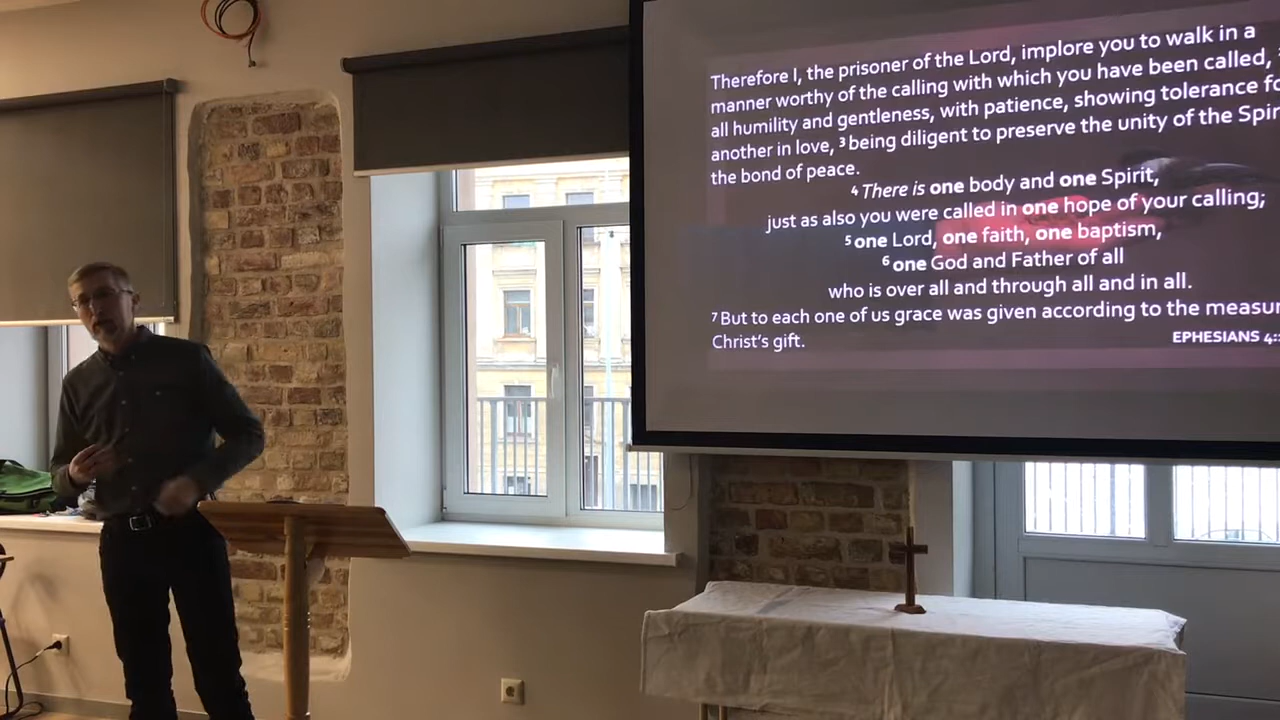 Therefore I, the prisoner of the Lord, implore you to walk in a
manner worthy of the calling with which you have been called,
all humility and gentleness, with patience, showing tolerance
another in love, ³ being diligent to preserve the unity of the
the bond of peace.
⁴ There is one body and one Spirit,
just as also you were called in one hope of your calling;
⁵ one Lord, one faith, one baptism,
⁶ one God and Father of all
who is over all and through all and in all.
⁷ But to each one of us grace was given according to the
Christ's gift.
EPHESIANS 4: